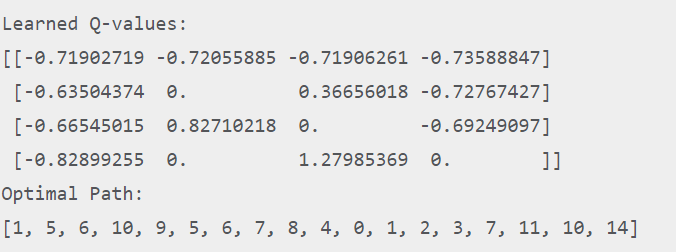 Learned Q-values:
[[-0.71902719 -0.72055885 -0.71906261 -0.73588847]
 [-0.63504374  0.          0.36656018 -0.72767427]
 [-0.66545015  0.82710218  0.         -0.69249097]
 [-0.82899255  0.          1.27985369  0.        ]]
Optimal Path:
[1, 5, 6, 10, 9, 5, 6, 7, 8, 4, 0, 1, 2, 3, 7, 11, 10, 14]